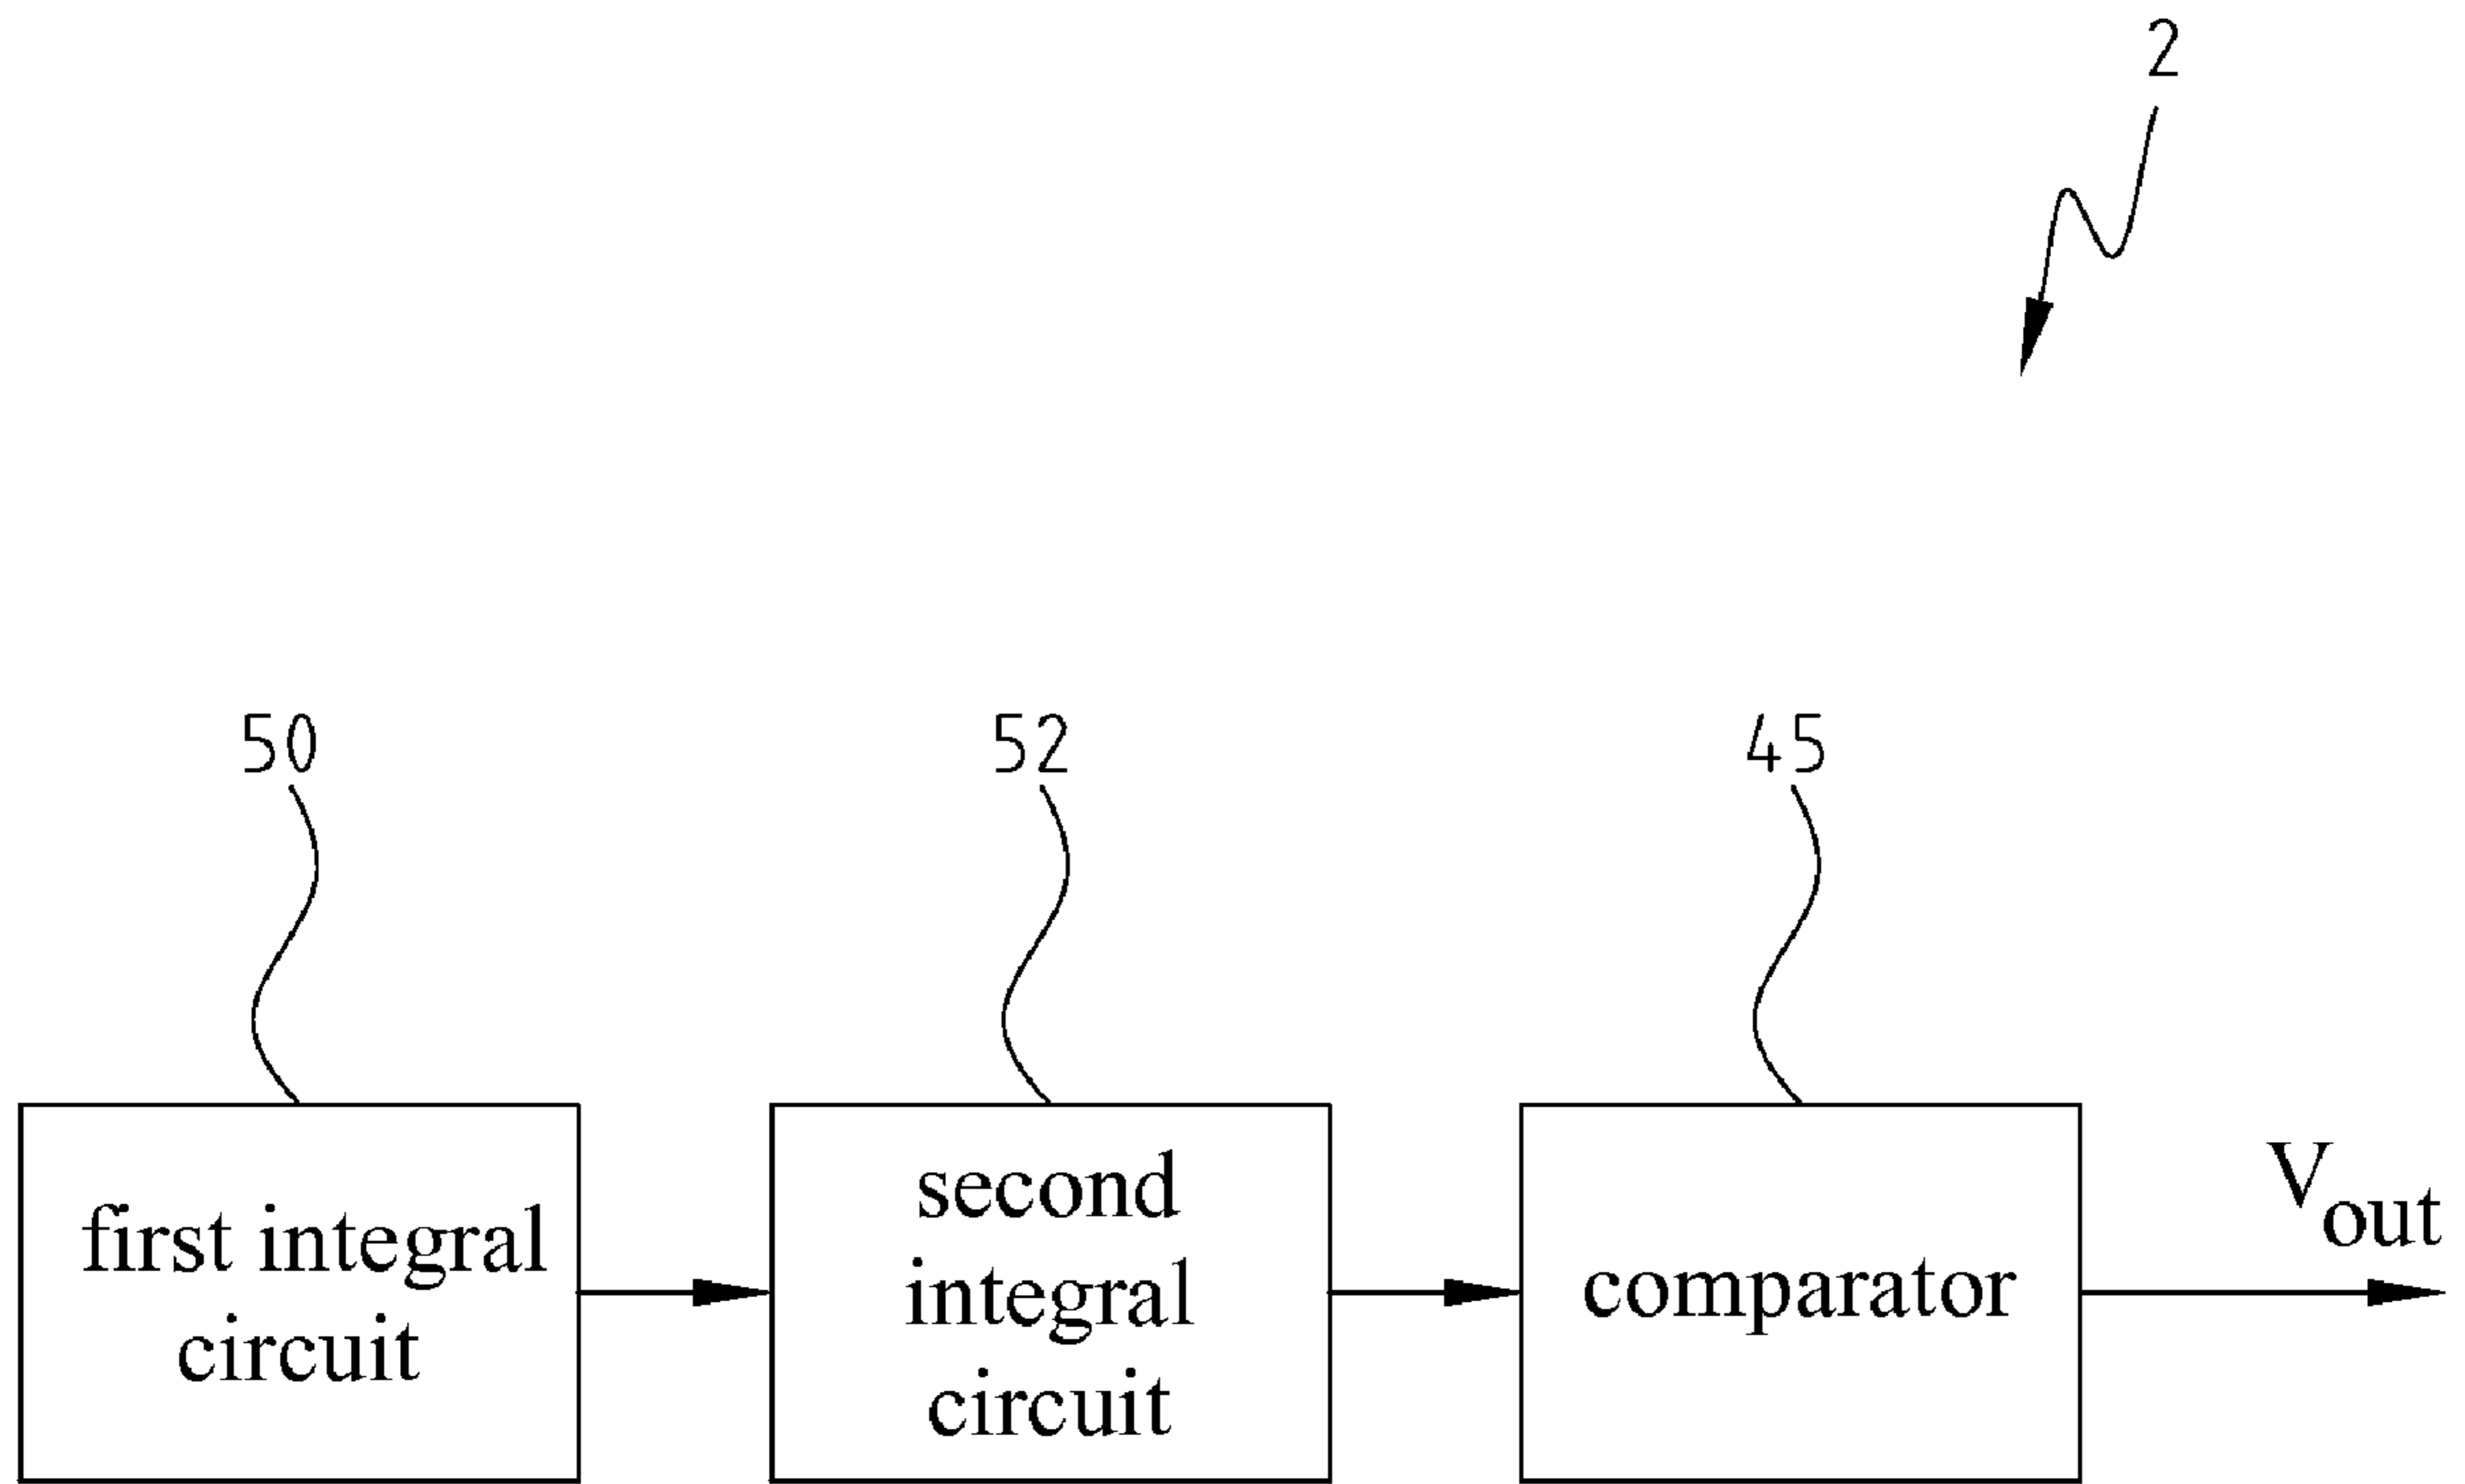 2
50
52
45
first integral
circuit
second
integral
circuit
comparator
Vout